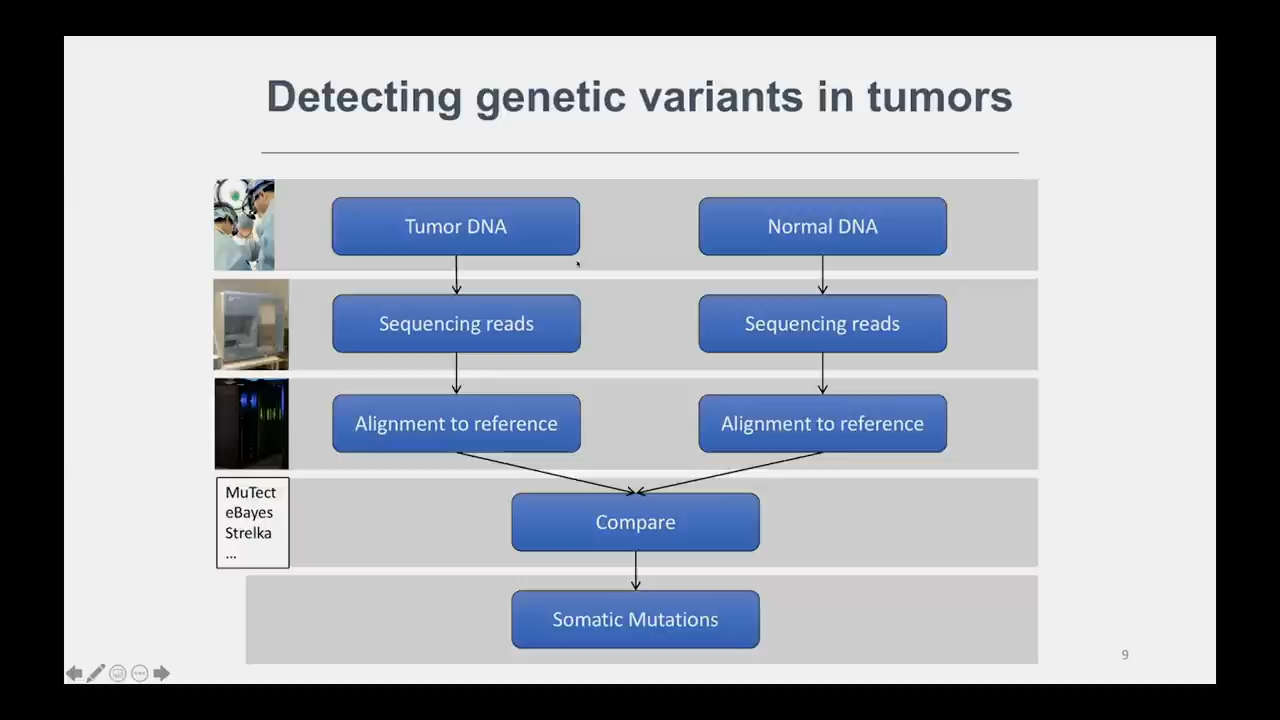 Detecting genetic variants in tumors
Tumor DNA
Normal DNA
Sequencing reads
Sequencing reads
Alignment to reference
Alignment to reference
MuTect
eBayes
Strelka
...
Compare
Somatic Mutations
9